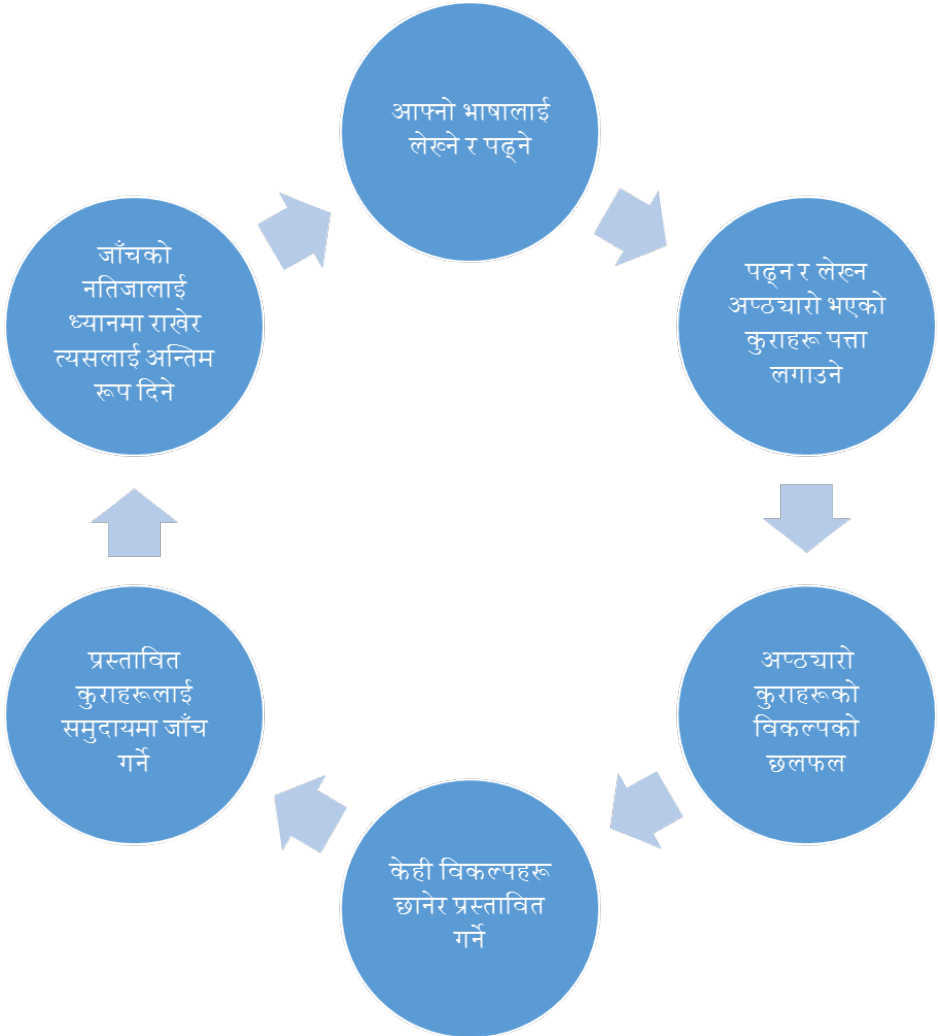 आफ्नो भाषालाई
लेख्ने र पढ्ने
पढ्न र लेख्न
अप्ठ्यारो भएको
कुराहरू पत्ता
लगाउने
अप्ठ्यारो
कुराहरूको
विकल्पको
छलफल
केही विकल्पहरू
छानेर प्रस्तावित
गर्ने
प्रस्तावित
कुराहरूलाई
समुदायमा जाँच
गर्ने
जाँचको
नतिजालाई
ध्यानमा राखेर
त्यसलाई अन्तिम
रूप दिने